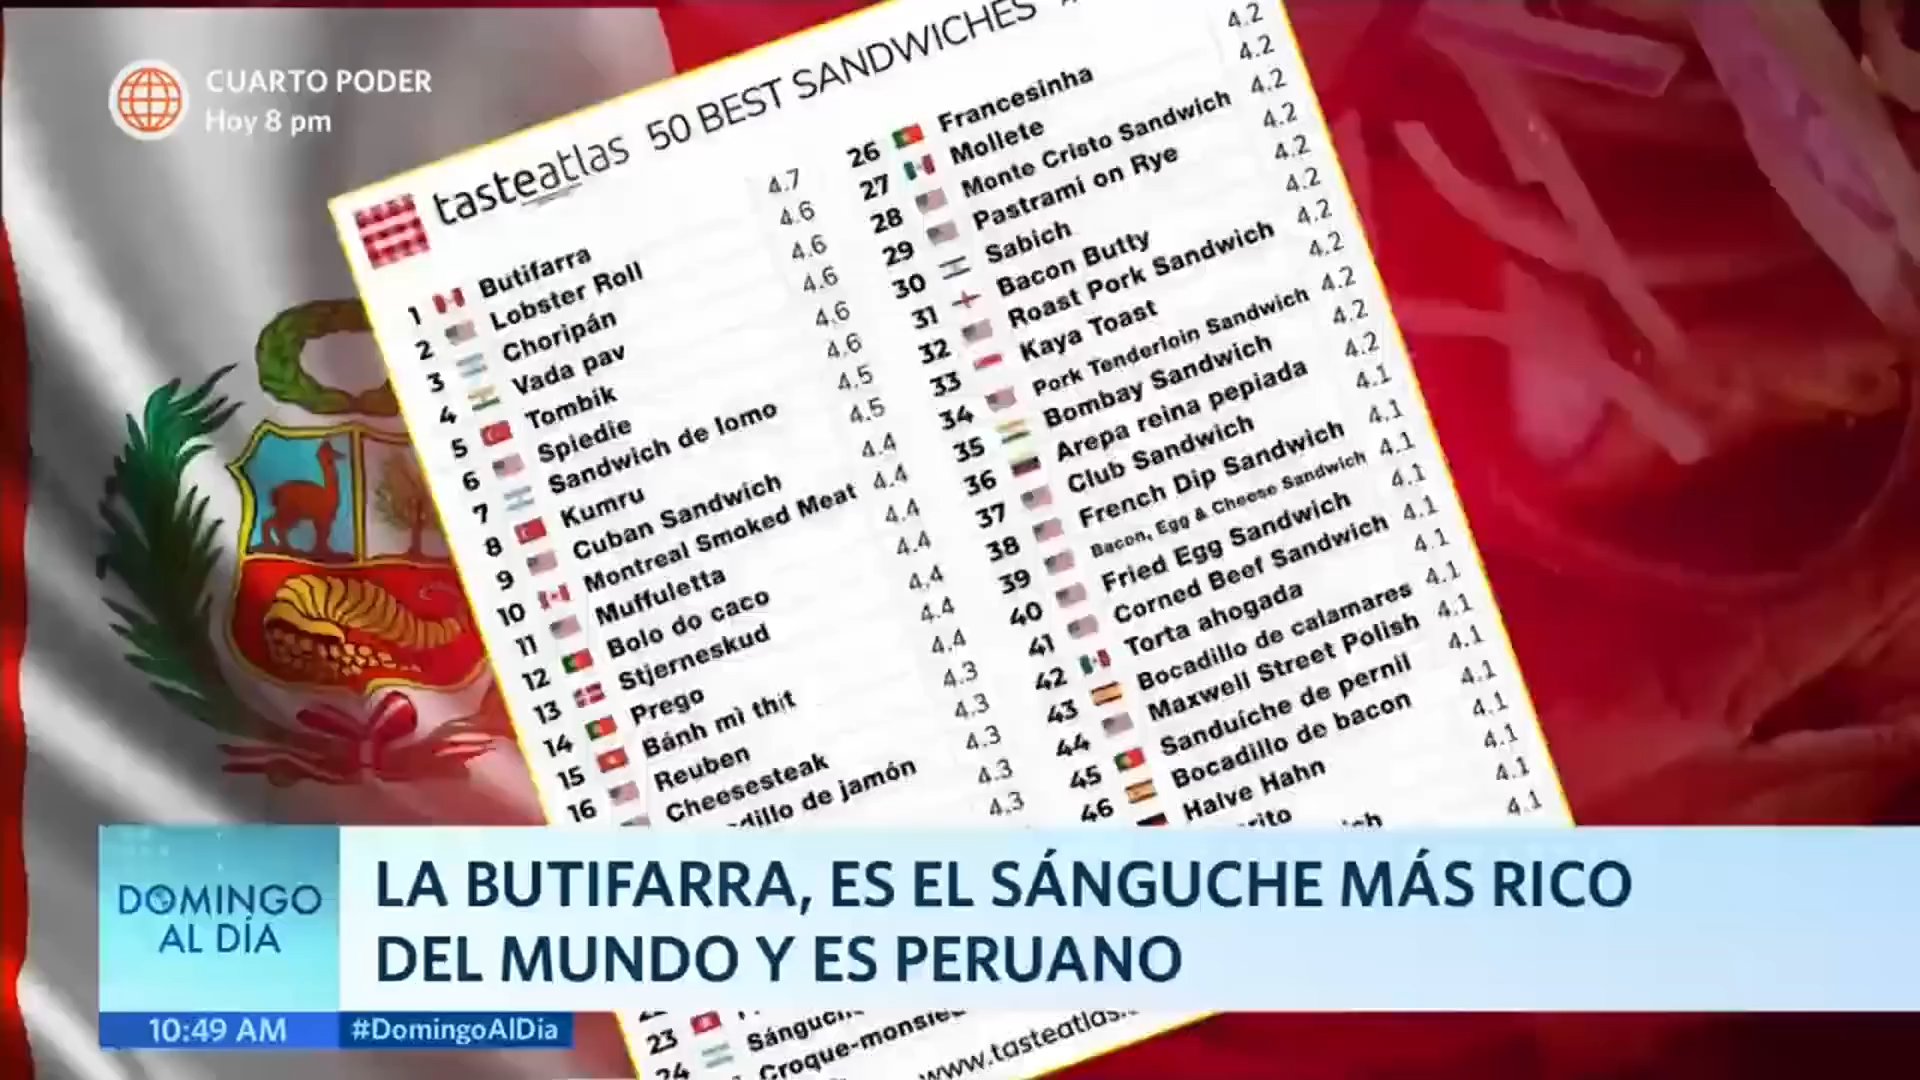 CUARTO PODER
Hoy 8 pm
tasteatlas 50 BEST SANDWICHES
1 Butifarra 4.7
2 Lobster Roll 4.6
3 Choripán 4.6
4 Vada pav 4.6
5 Tombik 4.6
6 Spiedie 4.6
7 Sandwich de lomo 4.5
8 Kumru 4.5
9 Cuban Sandwich 4.4
10 Montreal Smoked Meat 4.4
11 Muffuletta 4.4
12 Bolo do caco 4.4
13 Stjerneskud 4.4
14 Prego 4.4
15 Bánh mì thịt 4.4
16 Reuben 4.3
Cheesesteak 4.3
de jamón 4.3
4.3
4.3
23
24
Croque-monsieu
26 Francesinha 4.2
27 Mollete 4.2
28 Monte Cristo Sandwich 4.2
29 Pastrami on Rye 4.2
30 Sabich 4.2
31 Bacon Butty 4.2
32 Roast Pork Sandwich 4.2
33 Kaya Toast 4.2
34 Pork Tenderloin Sandwich 4.2
35 Bombay Sandwich 4.2
36 Arepa reina pepiada 4.2
37 Club Sandwich 4.1
38 French Dip Sandwich 4.1
39 Bacon, Egg & Cheese Sandwich 4.1
40 Fried Egg Sandwich 4.1
41 Corned Beef Sandwich 4.1
42 Torta ahogada 4.1
43 Bocadillo de calamares 4.1
44 Maxwell Street Polish 4.1
45 Sanduíche de pernil 4.1
46 Bocadillo de bacon 4.1
Halve Hahn 4.1
4.1
4.1
4.1
www.tasteatlas.
DOMINGO
AL DÍA
LA BUTIFARRA, ES EL SÁNGUCHE MÁS RICO
DEL MUNDO Y ES PERUANO
10:49 AM
#DomingoAlDia